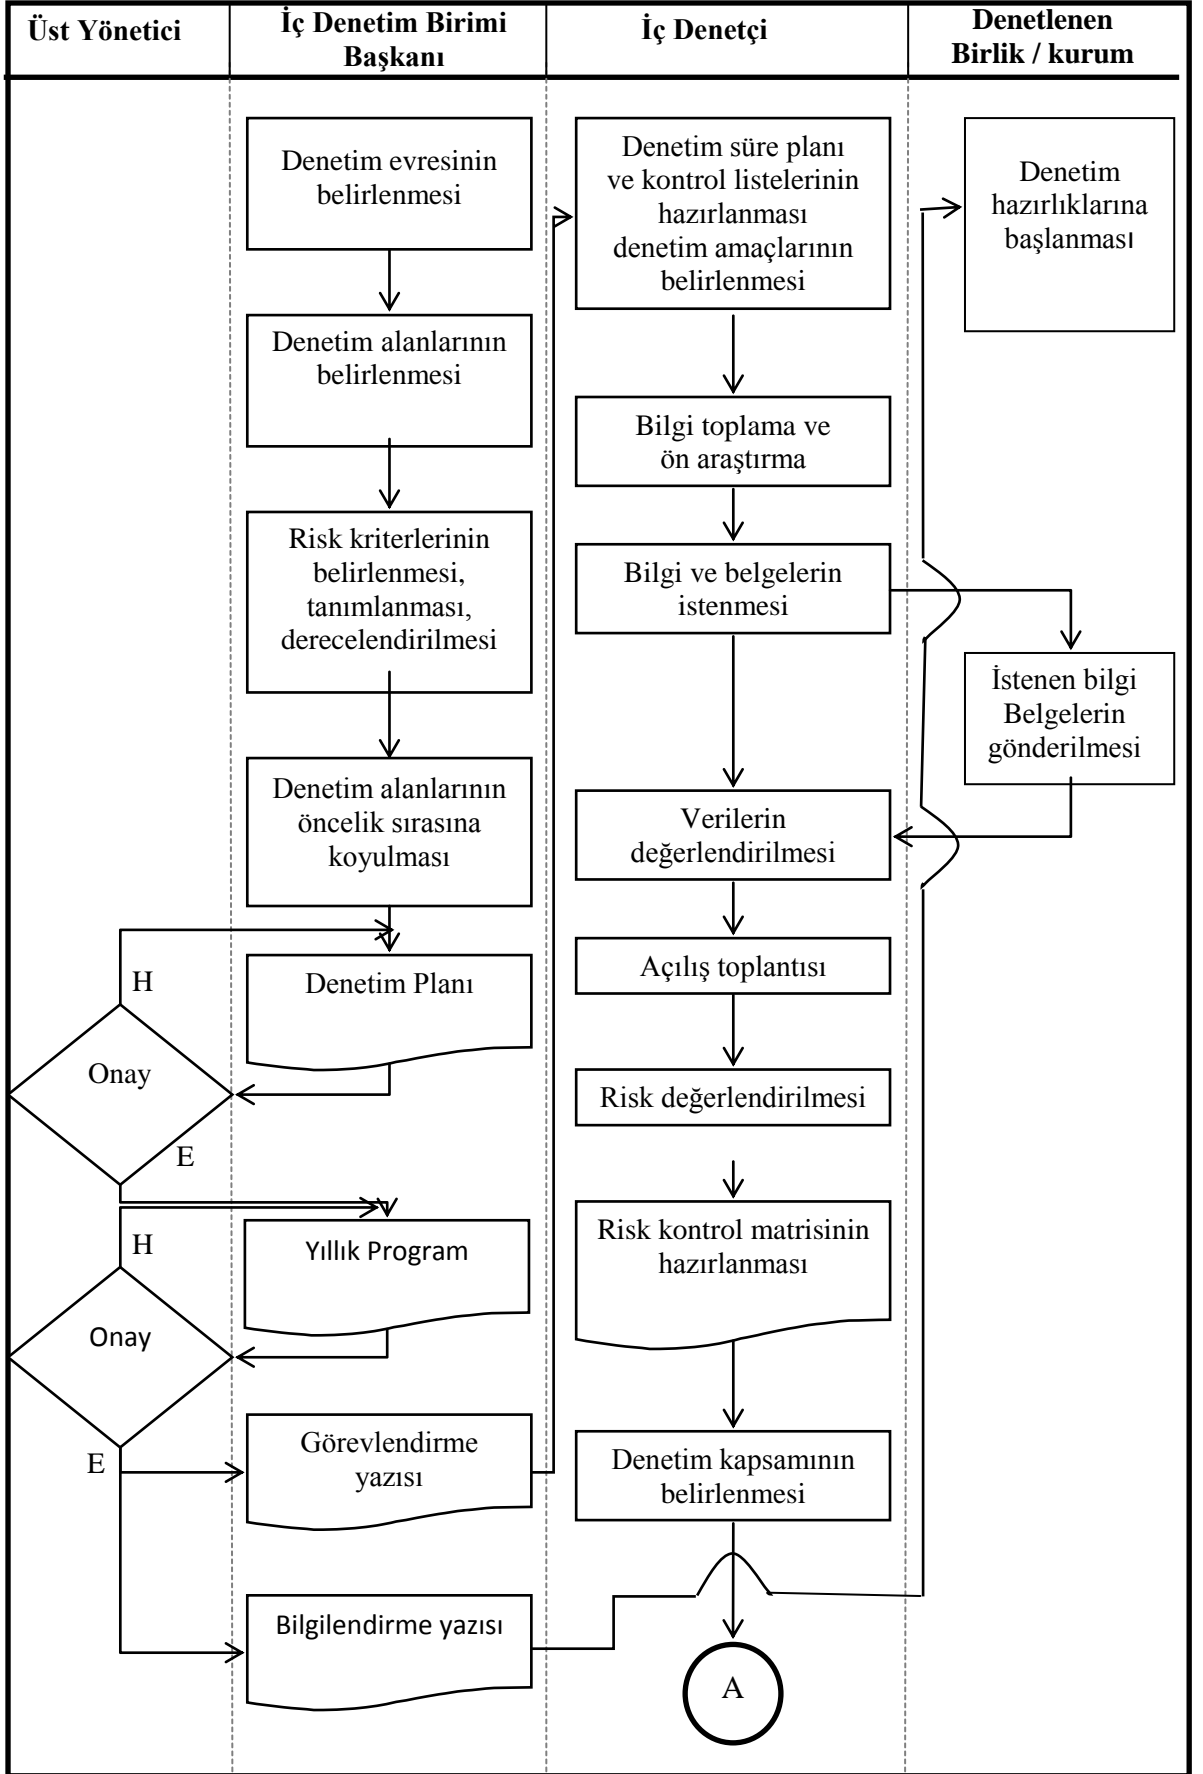 Üst Yönetici
İç Denetim Birimi
Başkanı
İç Denetçi
Denetlenen
Birlik / kurum
Denetim evresinin
belirlenmesi
Denetim alanlarının
belirlenmesi
Risk kriterlerinin
belirlenmesi,
tanımlanması,
derecelendirilmesi
Denetim alanlarının
öncelik sırasına
koyulması
Denetim Planı
H
Onay
E
Yıllık Program
H
Onay
E
Görevlendirme
yazısı
Bilgilendirme yazısı
Denetim süre planı
ve kontrol listelerinin
hazırlanması
denetim amaçlarının
belirlenmesi
Bilgi toplama ve
ön araştırma
Bilgi ve belgelerin
istenmesi
Verilerin
değerlendirilmesi
Açılış toplantısı
Risk değerlendirilmesi
Risk kontrol matrisinin
hazırlanması
Denetim kapsamının
belirlenmesi
A
Denetim
hazırlıklarına
başlanması
İstenen bilgi
Belgelerin
gönderilmesi